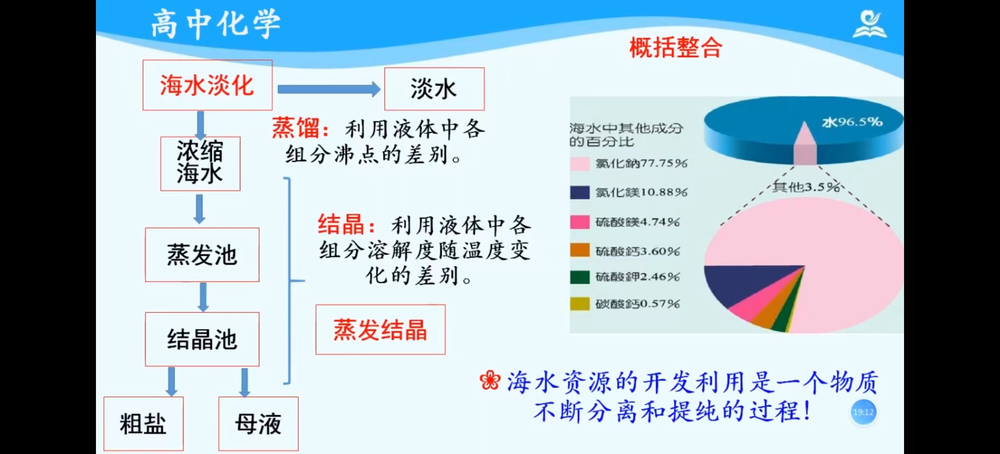 高中化学
概括整合
海水淡化
淡水
蒸馏：利用液体中各
组分沸点的差别。
浓缩
海水
结晶：利用液体中各
组分溶解度随温度变
化的差别。
蒸发池
蒸发结晶
结晶池
粗盐
母液
水96.5%
海水中其他成分
的百分比
氯化鈉77.75%
氯化鎂10.88%
硫酸鎂4.74%
硫酸鈣3.60%
硫酸鉀2.46%
碳酸鈣0.57%
其他3.5%
海水资源的开发利用是一个物质
不断分离和提纯的过程！
19:12